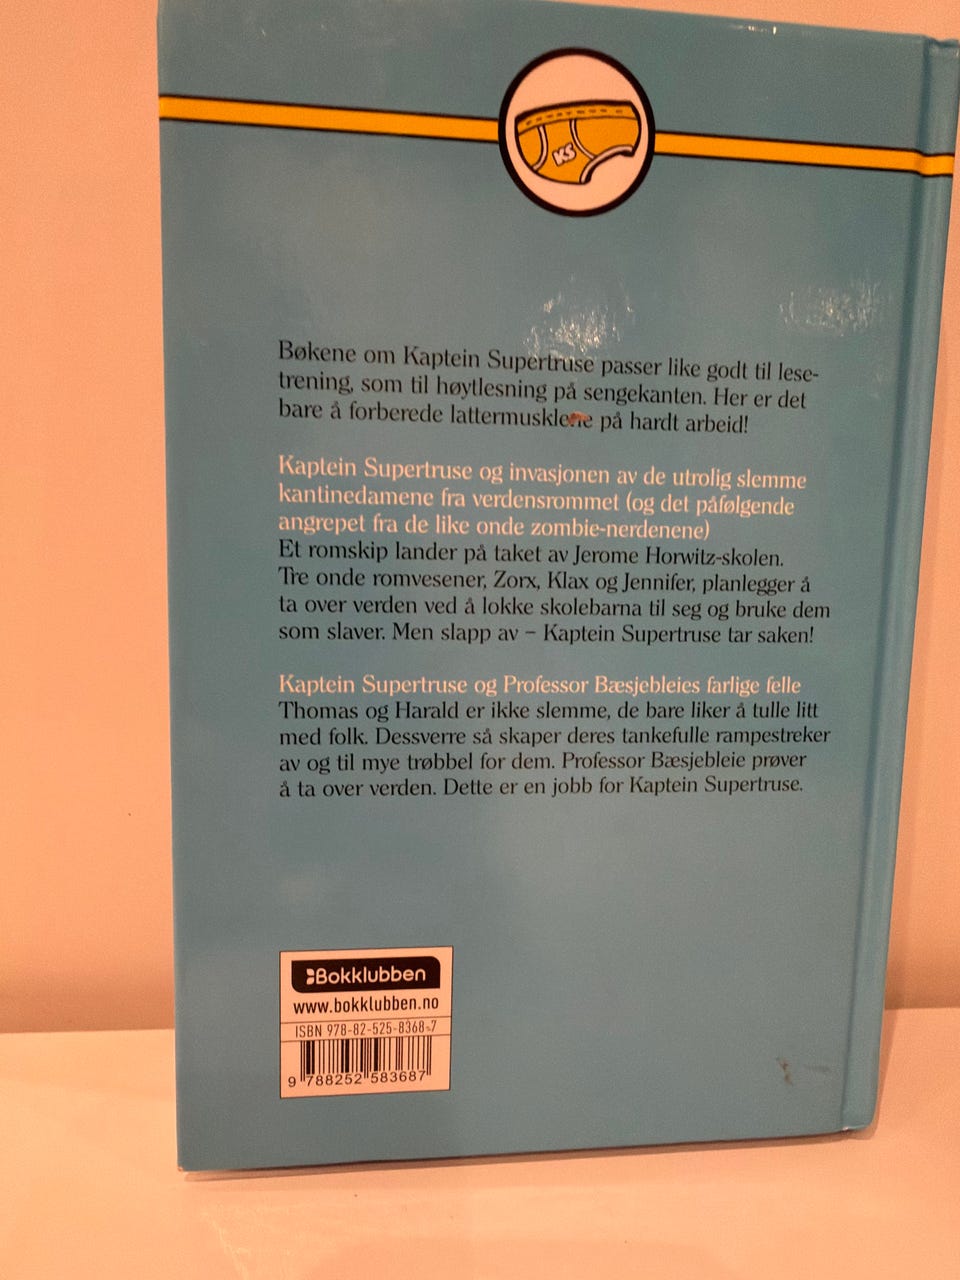 KS
Bøkene om Kaptein Supertruse passer like godt til lese-
trening, som til høytlesning på sengekanten. Her er det
bare å forberede lattermusklene på hardt arbeid!
Kaptein Supertruse og invasjonen av de utrolig slemme
kantinedamene fra verdensrommet (og det påfølgende
angrepet fra de like onde zombie-nerdenene)
Et romskip lander på taket av Jerome Horwitz-skolen.
Tre onde romvesener, Zorx, Klax og Jennifer, planlegger å
ta over verden ved å lokke skolebarna til seg og bruke dem
som slaver. Men slapp av – Kaptein Supertruse tar saken!
Kaptein Supertruse og Professor Bæsjebleies farlige felle
Thomas og Harald er ikke slemme, de bare liker å tulle litt
med folk. Dessverre så skaper deres tankefulle rampestreker
av og til mye trøbbel for dem. Professor Bæsjebleie prøver
å ta over verden. Dette er en jobb for Kaptein Supertruse.
Bokklubben
www.bokklubben.no
ISBN 978-82-525-8368-7
9 788252 583687